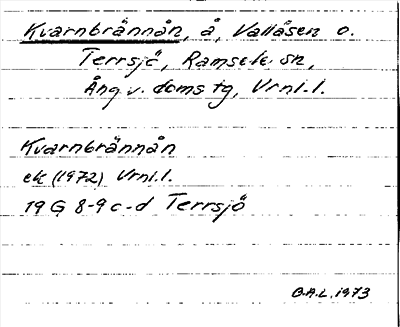 Kvarnbrännån, å, Vallåsen o.
Terrsjö, Ramsele sn,
Ång. v. doms tg, Vrnl.l.
Kvarnbrännån
ek (1972) Vrnl.l.
19 G 8-9 c-d Terrsjö
B.A.L. 1973